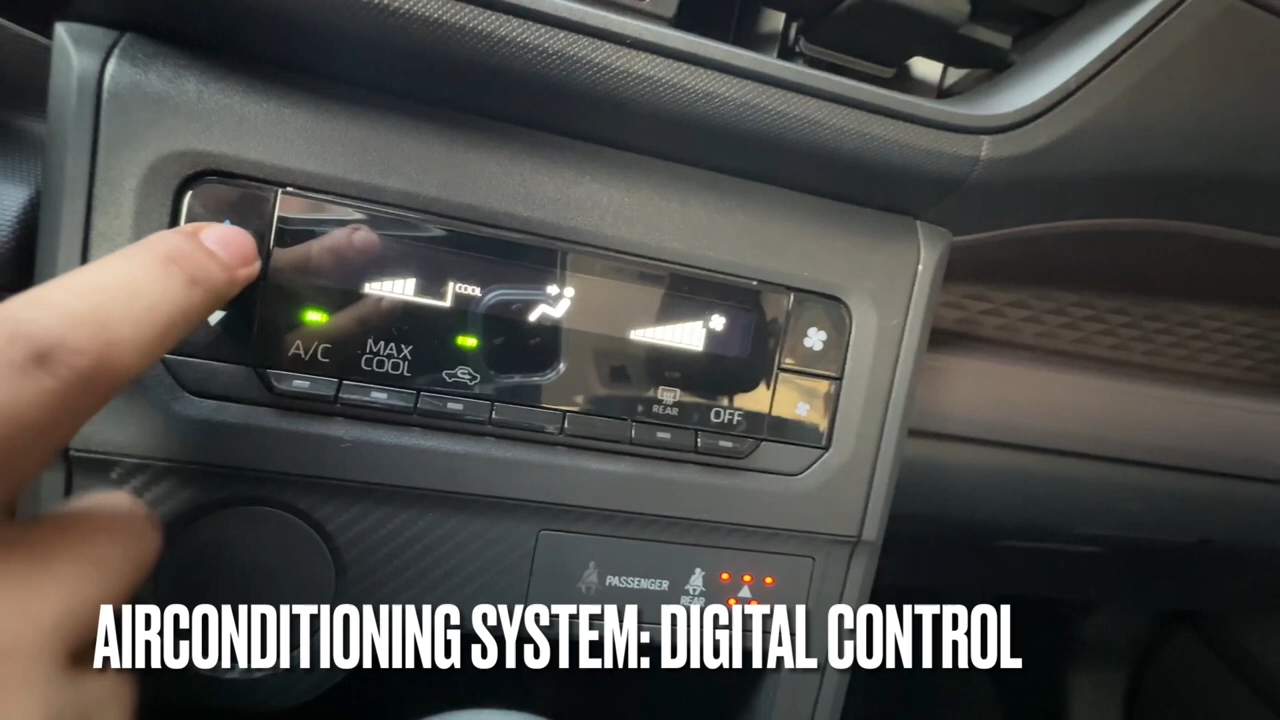 COOL
A/C
MAX
COOL
REAR
OFF
PASSENGER
REAR
AIRCONDITIONING SYSTEM: DIGITAL CONTROL